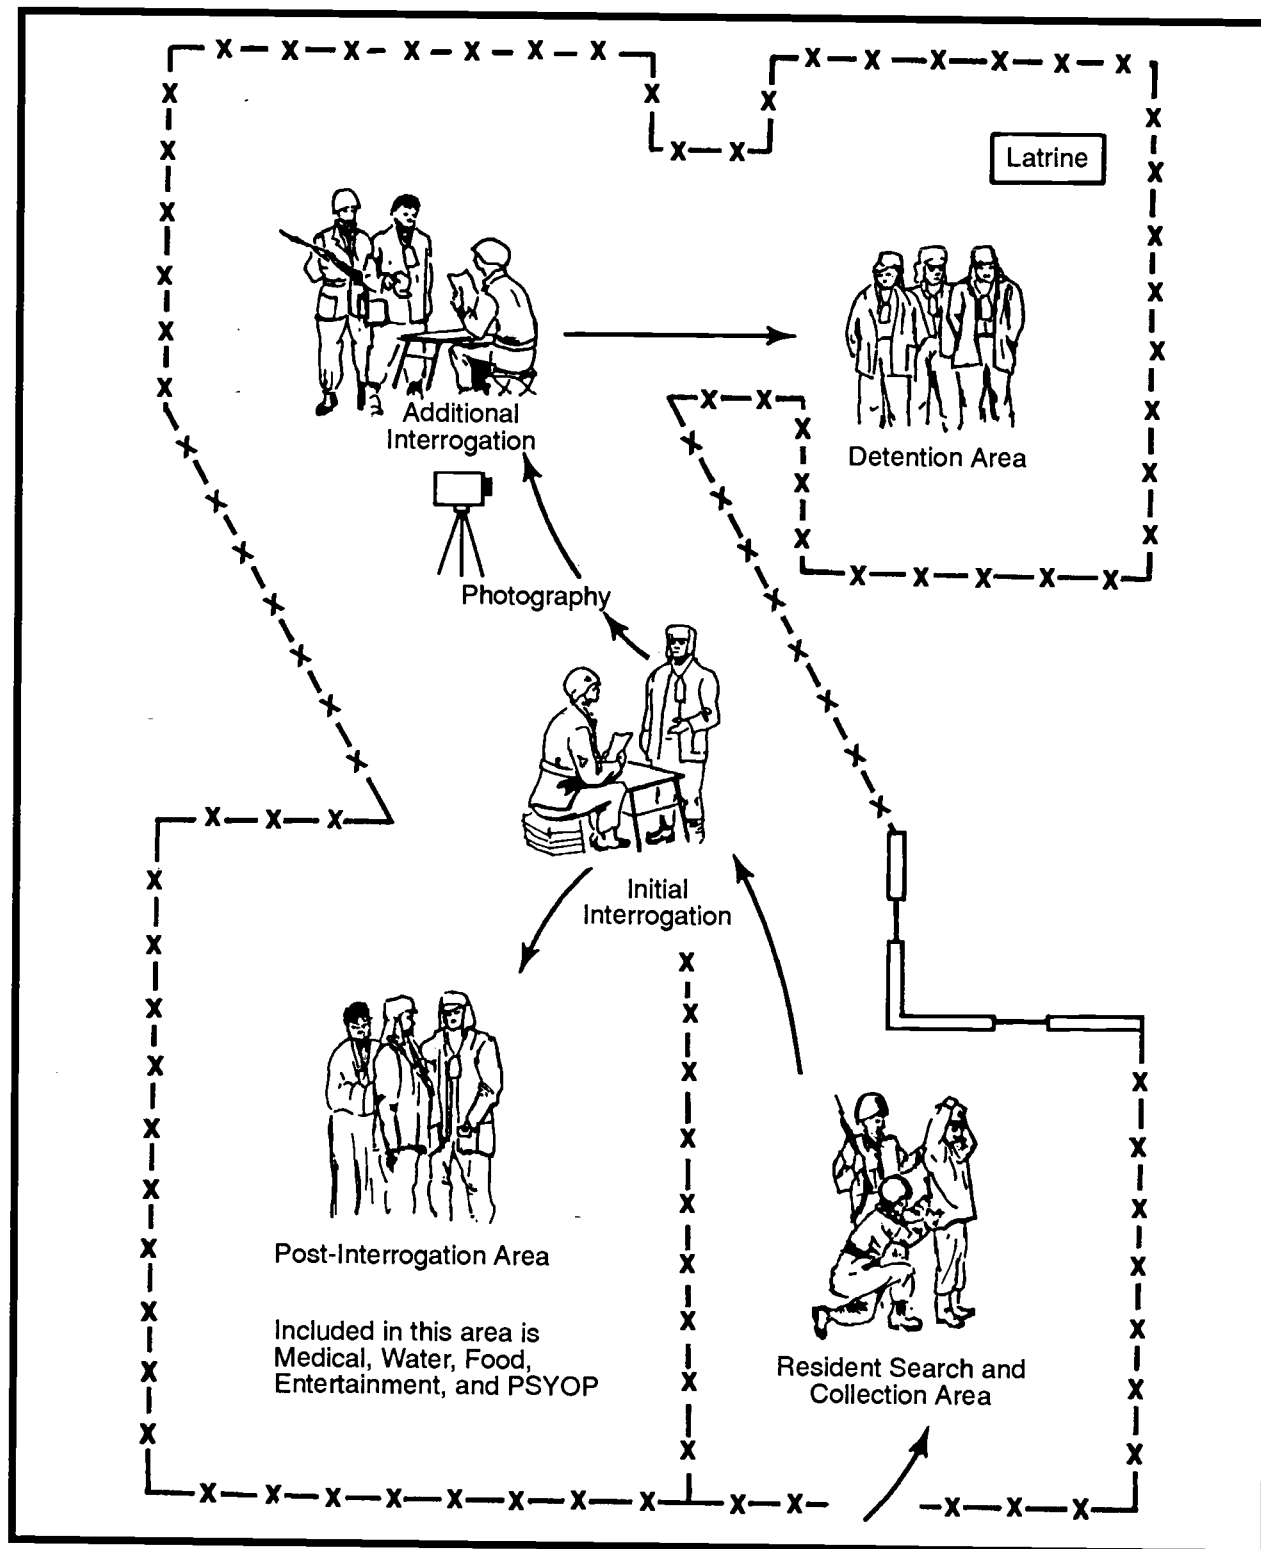 Latrine
Additional
Interrogation
Detention Area
Photography
Initial
Interrogation
Post-Interrogation Area
Included in this area is
Medical, Water, Food,
Entertainment, and PSYOP
Resident Search and
Collection Area